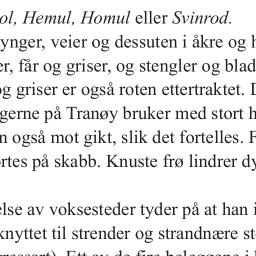 ol, Hemul, Homul eller Svinrod.
ynger, veier og dessuten i åkre og h
er, får og griser, og stengler og blad
og griser er også roten ettertraktet. D
gerne på Tranøy bruker med stort h
n også mot gikt, slik det fortelles. F
rtes på skabb. Knuste frø lindrer dy
else av voksesteder tyder på at han i
knyttet til strender og strandnære st